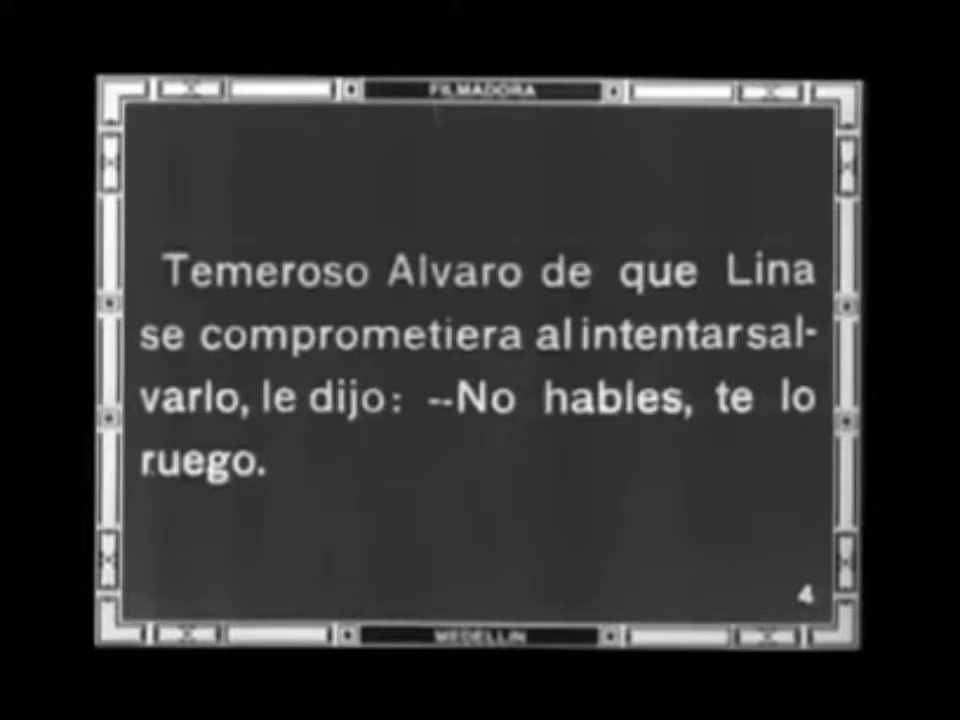 FILMADORA
Temeroso Alvaro de que Lina
se comprometiera al intentar sal-
varlo, le dijo: --No hables, te lo
ruego.
4
MEDELLIN